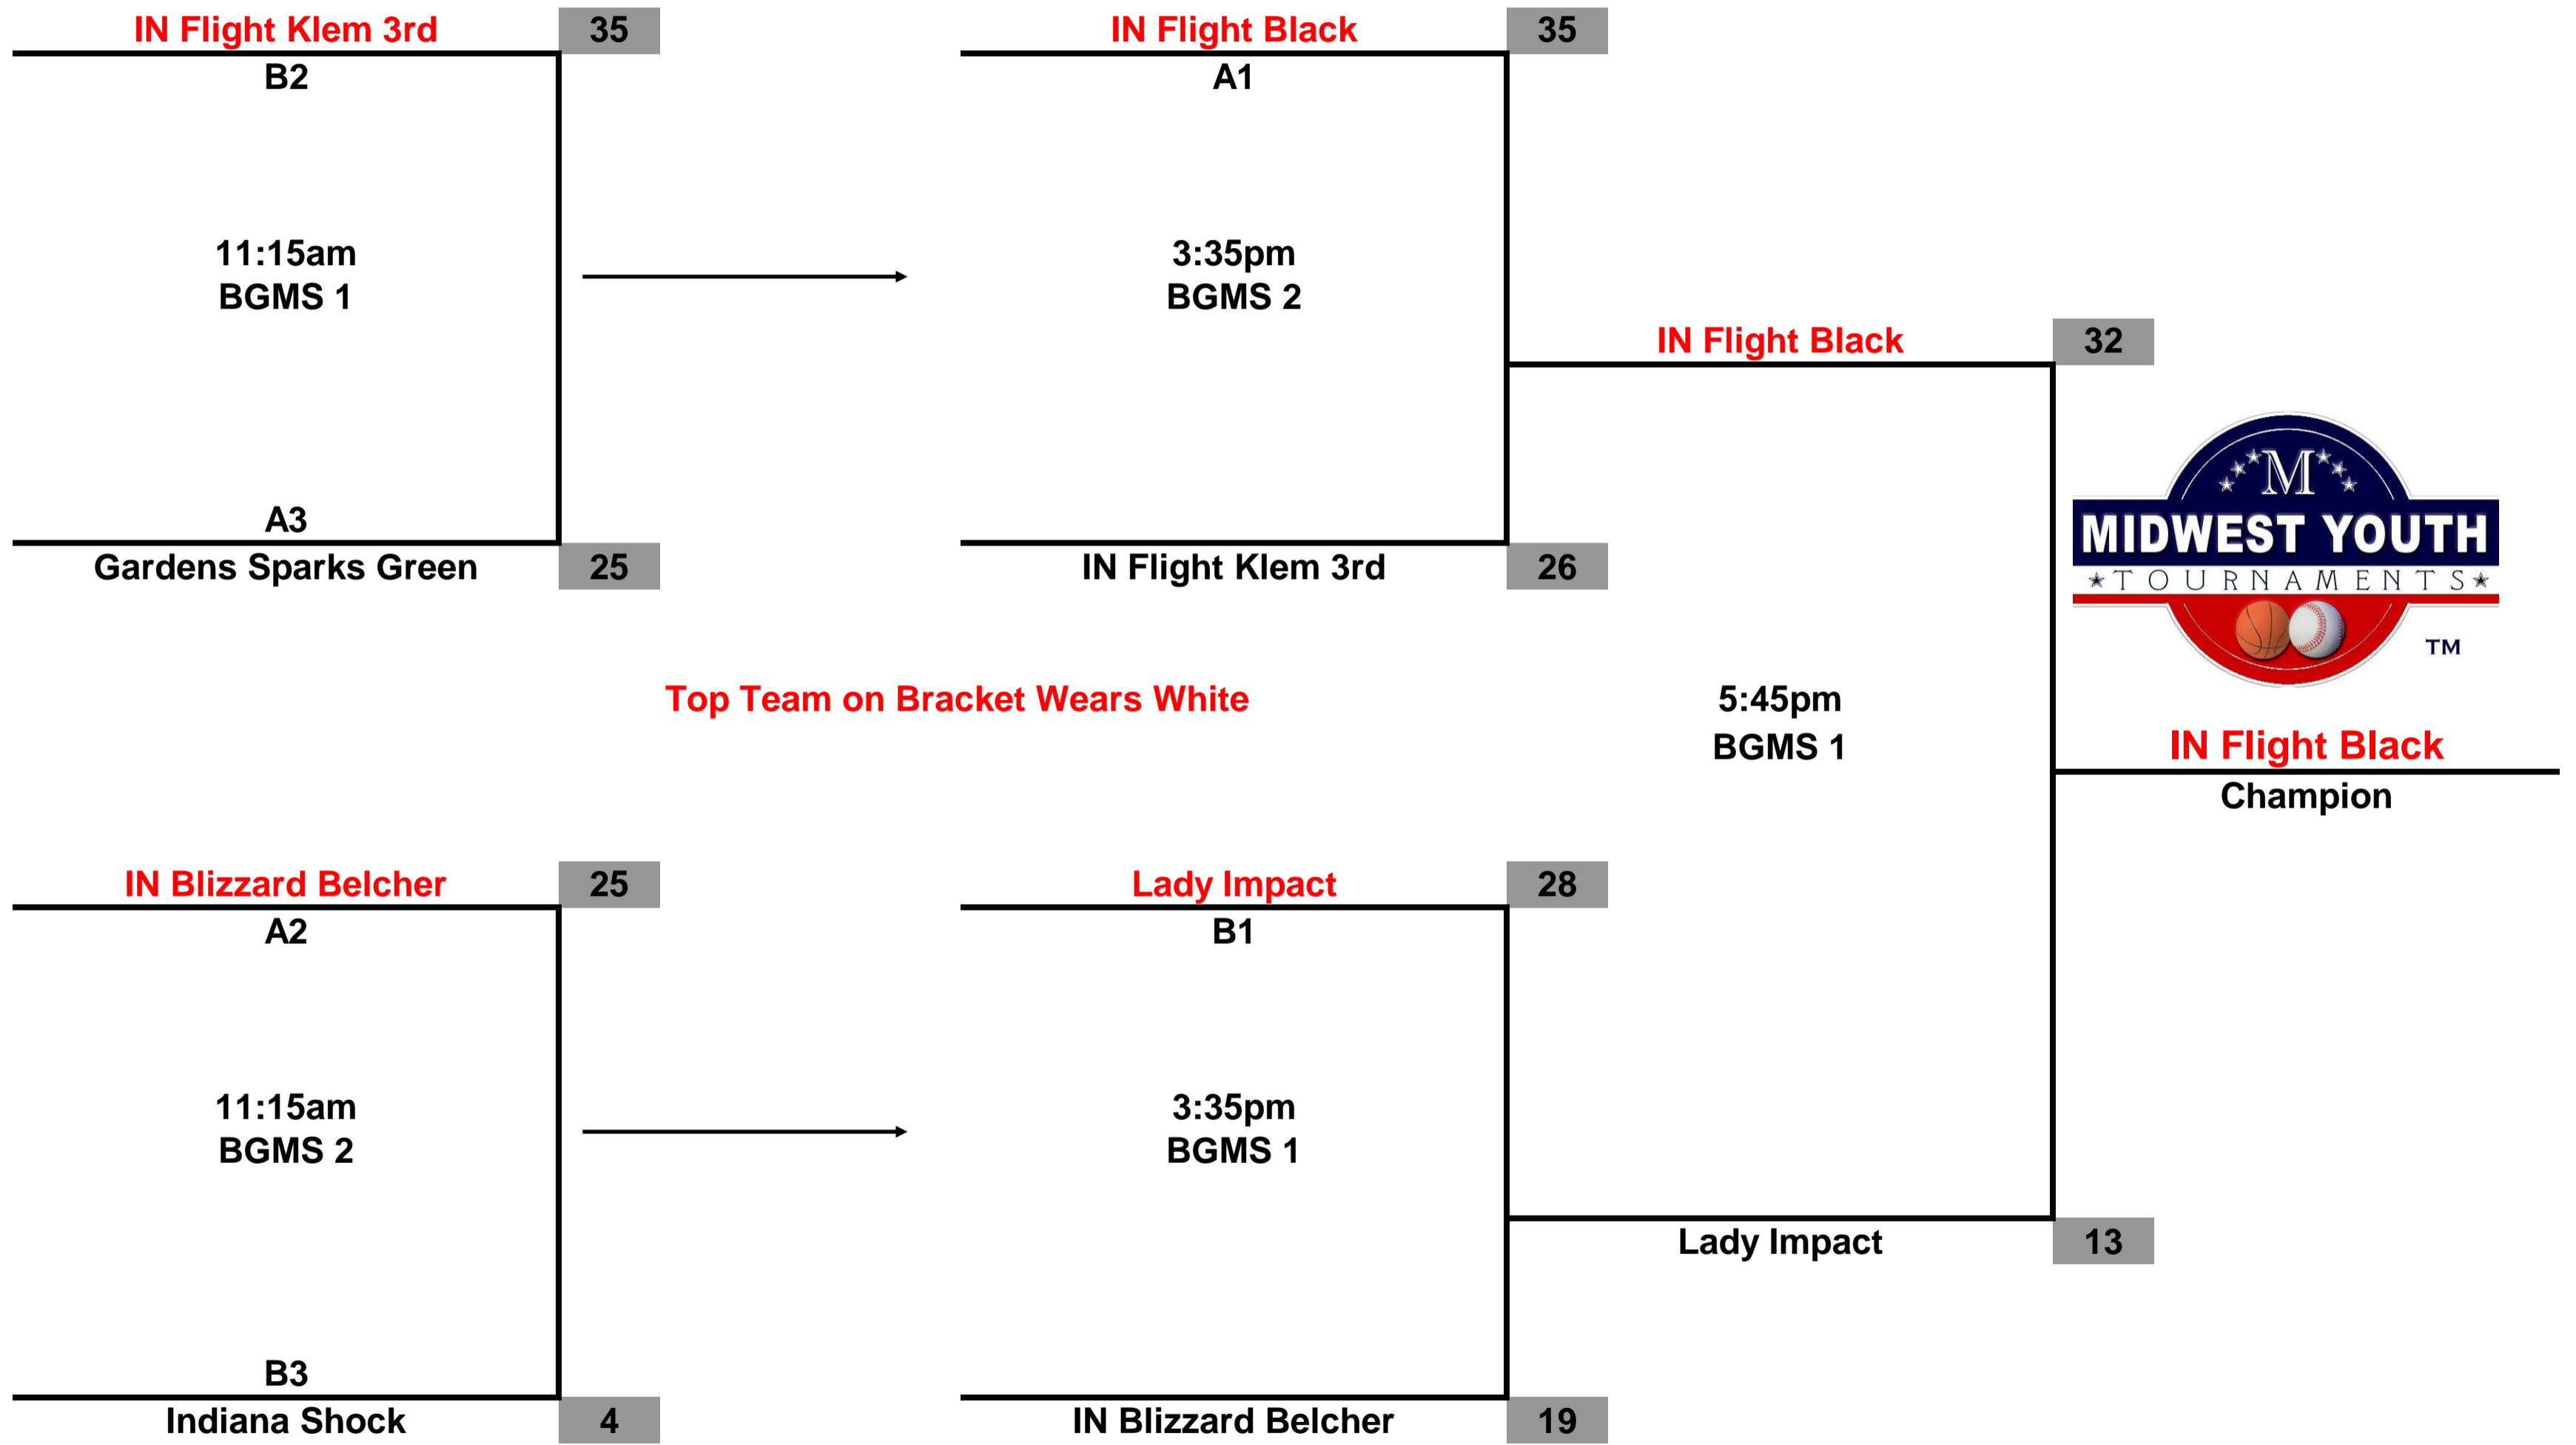 IN Flight Klem 3rd 35
B2
11:15am
BGMS 1
A3
Gardens Sparks Green 25
IN Flight Black 35
A1
3:35pm
BGMS 2
IN Flight Klem 3rd 26
IN Flight Black 32
M
MIDWEST YOUTH
TOURNAMENTS
TM
Top Team on Bracket Wears White
5:45pm
BGMS 1
IN Flight Black
Champion
IN Blizzard Belcher 25
A2
11:15am
BGMS 2
B3
Indiana Shock 4
Lady Impact 28
B1
3:35pm
BGMS 1
IN Blizzard Belcher 19
Lady Impact 13